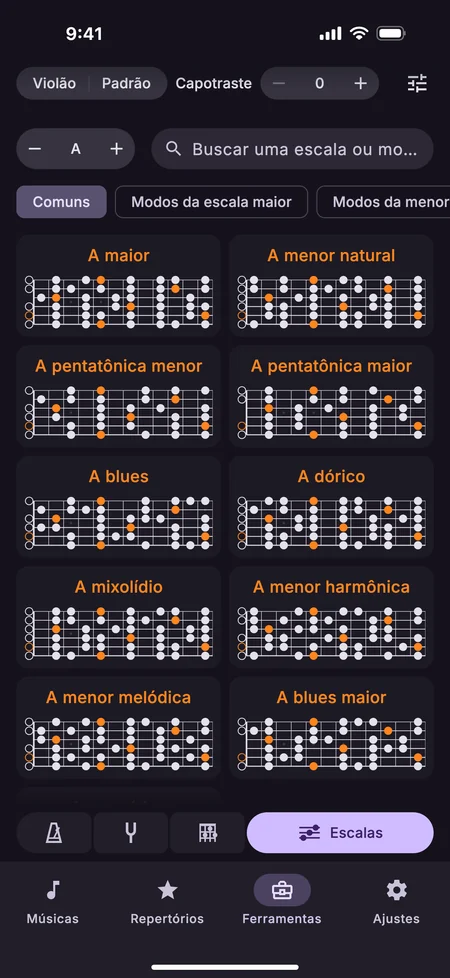 9:41
Violão Padrão Capotraste − 0 +
− A + Buscar uma escala ou mo...
Comuns Modos da escala maior Modos da menor
A maior A menor natural
A pentatônica menor A pentatônica maior
A blues A dórico
A mixolídio A menor harmônica
A menor melódica A blues maior
Escalas
Músicas Repertórios Ferramentas Ajustes